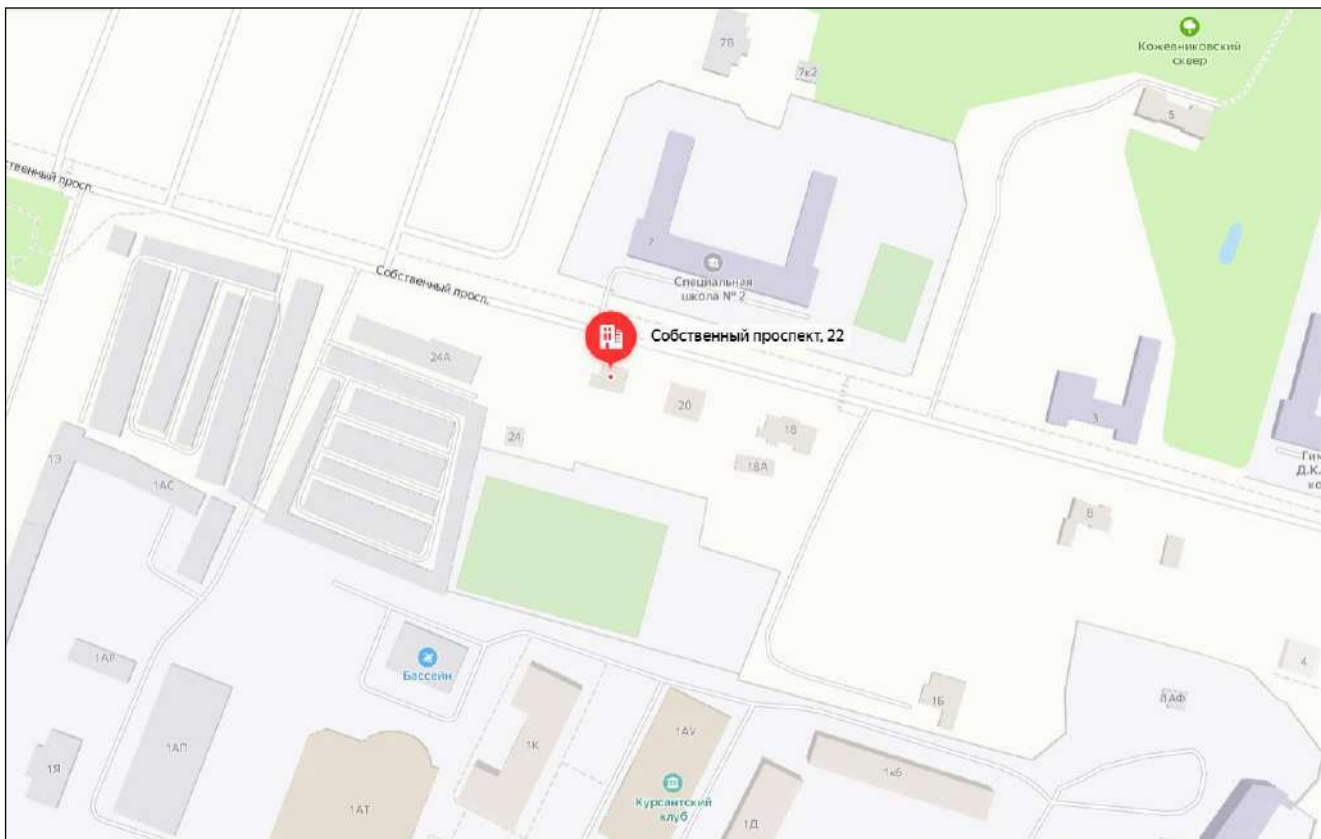 7В
7к2
Кожевниковский
сквер
5
Собственный просп.
7
Специальная
школа № 2
Собственный просп.
Собственный проспект, 22
24А
20
18
18А
3
2А
1Э
1АС
8
4
1АР
Бассейн
1Б
1АФ
1Я
1АП
1К
1АУ
1к6
1АТ
Курсантский
клуб
1Д